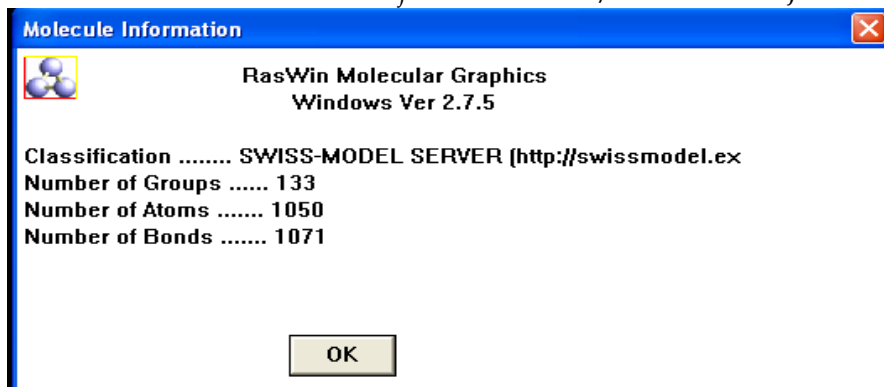 Molecule Information
RasWin Molecular Graphics
Windows Ver 2.7.5
Classification ........ SWISS-MODEL SERVER (http://swissmodel.ex
Number of Groups ...... 133
Number of Atoms ....... 1050
Number of Bonds ....... 1071
OK